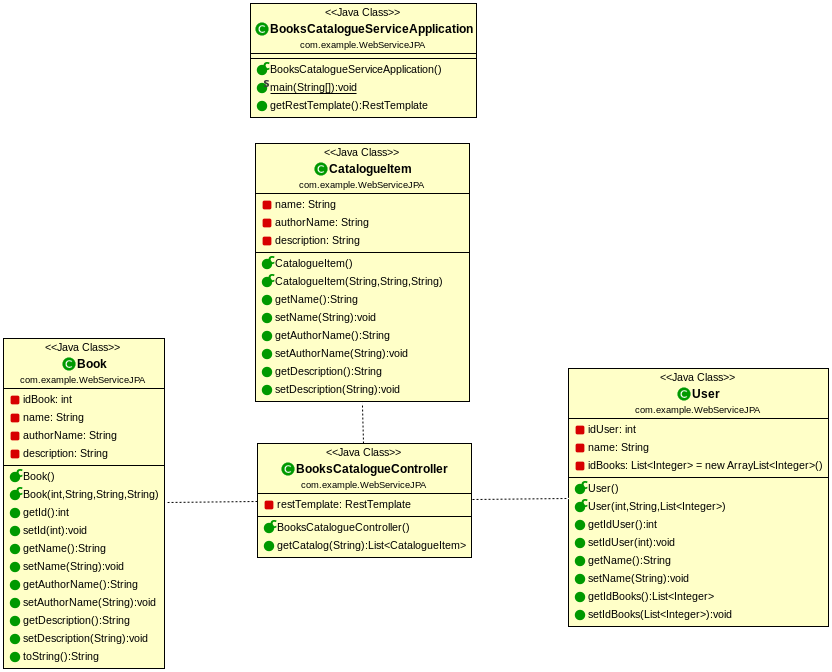 <<Java Class>>
BooksCatalogueServiceApplication
com.example.WebServiceJPA
BooksCatalogueServiceApplication()
main(String[]):void
getRestTemplate():RestTemplate
<<Java Class>>
CatalogueItem
com.example.WebServiceJPA
name: String
authorName: String
description: String
CatalogueItem()
CatalogueItem(String,String,String)
getName():String
setName(String):void
getAuthorName():String
setAuthorName(String):void
getDescription():String
setDescription(String):void
<<Java Class>>
Book
com.example.WebServiceJPA
idBook: int
name: String
authorName: String
description: String
Book()
Book(int,String,String,String)
getId():int
setId(int):void
getName():String
setName(String):void
getAuthorName():String
setAuthorName(String):void
getDescription():String
setDescription(String):void
toString():String
<<Java Class>>
BooksCatalogueController
com.example.WebServiceJPA
restTemplate: RestTemplate
BooksCatalogueController()
getCatalog(String):List<CatalogueItem>
<<Java Class>>
User
com.example.WebServiceJPA
idUser: int
name: String
idBooks: List<Integer> = new ArrayList<Integer>()
User()
User(int,String,List<Integer>)
getIdUser():int
setIdUser(int):void
getName():String
setName(String):void
getIdBooks():List<Integer>
setIdBooks(List<Integer>):void